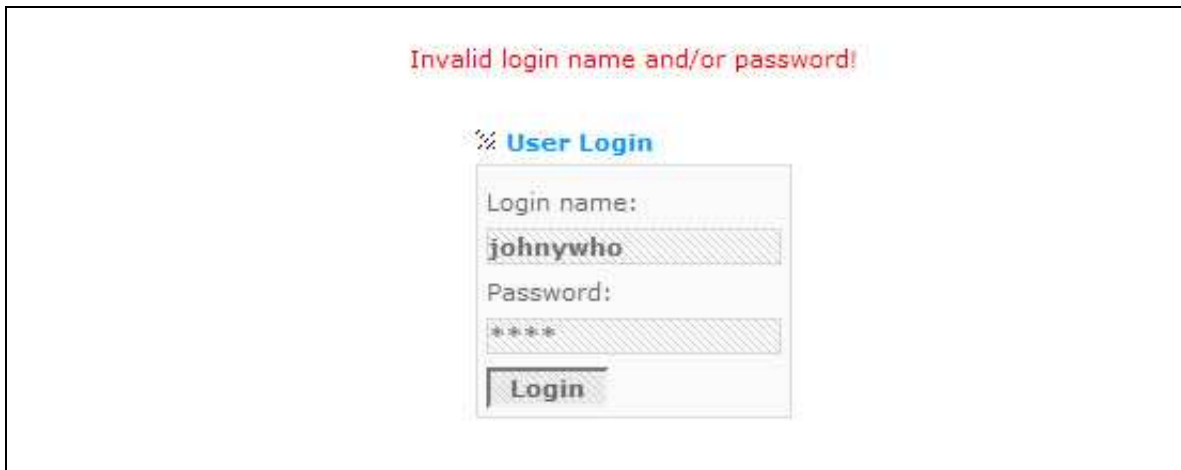 Invalid login name and/or password!
User Login
Login name:
johnywho
Password:
****
Login